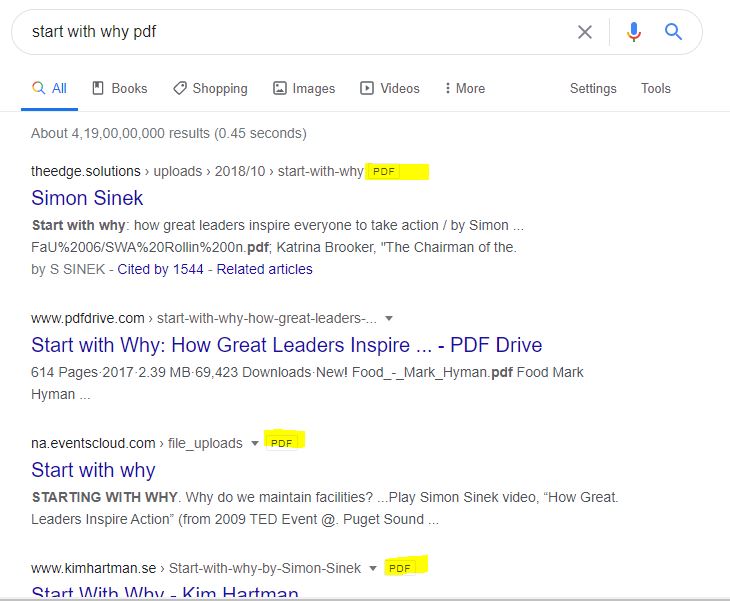 start with why pdf
All Books Shopping Images Videos More Settings Tools
About 4,19,00,00,000 results (0.45 seconds)
theedge.solutions › uploads › 2018/10 › start-with-why PDF
Simon Sinek
Start with why: how great leaders inspire everyone to take action / by Simon ...
FaU%2006/SWA%20Rollin%200n.pdf; Katrina Brooker, "The Chairman of the.
by S SINEK - Cited by 1544 - Related articles
www.pdfdrive.com › start-with-why-how-great-leaders-...
Start with Why: How Great Leaders Inspire ... - PDF Drive
614 Pages·2017·2.39 MB·69,423 Downloads·New! Food_-_Mark_Hyman.pdf Food Mark
Hyman ...
na.eventscloud.com › file_uploads PDF
Start with why
STARTING WITH WHY. Why do we maintain facilities? ...Play Simon Sinek video, “How Great.
Leaders Inspire Action” (from 2009 TED Event @. Puget Sound ...
www.kimhartman.se › Start-with-why-by-Simon-Sinek PDF
Start With Why - Kim Hartman